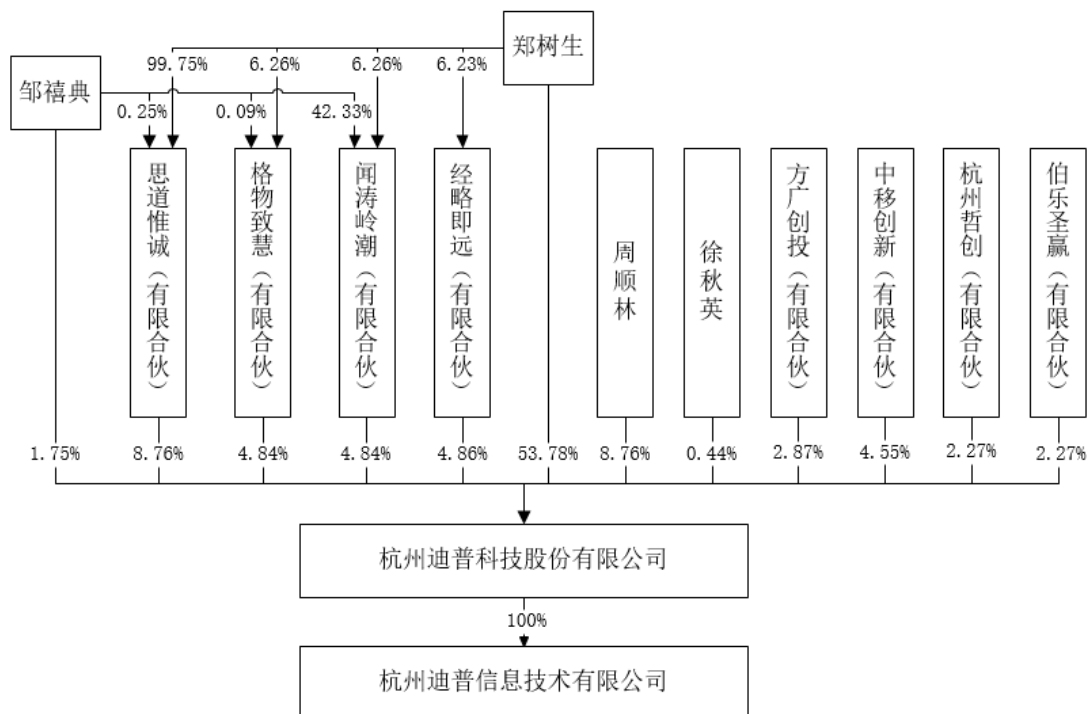 郑树生
99.75%
6.26%
6.26%
6.23%
邹禧典
0.25%
0.09%
42.33%
思道惟诚（有限合伙）
格物致慧（有限合伙）
闻涛岭潮（有限合伙）
经略即远（有限合伙）
周顺林
徐秋英
方广创投（有限合伙）
中移创新（有限合伙）
杭州哲创（有限合伙）
伯乐圣赢（有限合伙）
1.75%
8.76%
4.84%
4.84%
4.86%
53.78%
8.76%
0.44%
2.87%
4.55%
2.27%
2.27%
杭州迪普科技股份有限公司
100%
杭州迪普信息技术有限公司